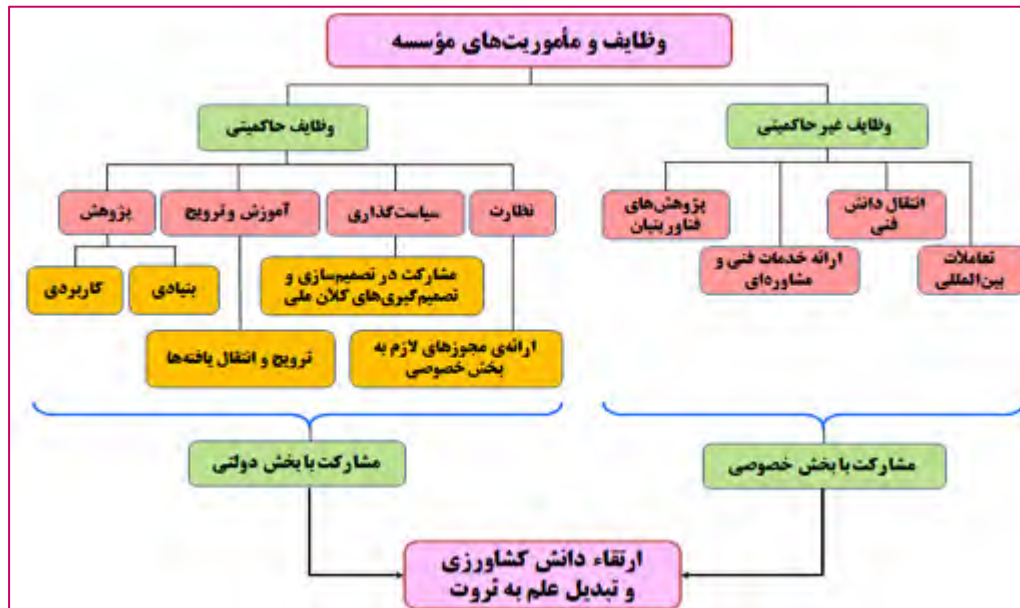 وظایف و مأموریت‌های مؤسسه
وظایف غیر حاکمیتی
وظایف حاکمیتی
پژوهش‌های
فناوربنیان
ارائه خدمات فنی و
مشاوره‌ای
انتقال دانش
فنی
تعاملات
بین‌المللی
نظارت
سیاست‌گذاری
آموزش و ترویج
پژوهش
ارائه‌ی مجوزهای لازم به
بخش خصوصی
مشارکت در تصمیم‌سازی و
تصمیم‌گیری‌های کلان ملی
ترویج و انتقال یافته‌ها
بنیادی
کاربردی
مشارکت با بخش خصوصی
مشارکت با بخش دولتی
ارتقاء دانش کشاورزی
و تبدیل علم به ثروت